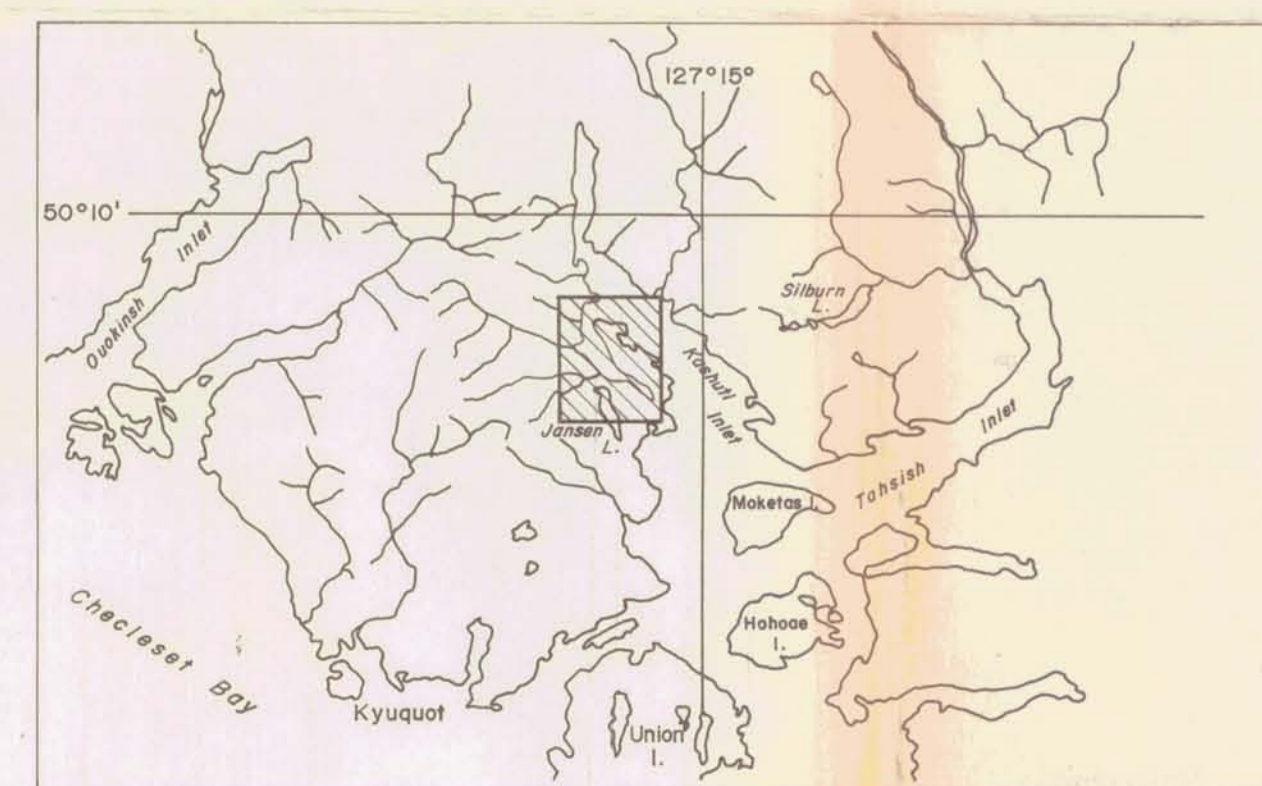 127°15°
50°10'
Ouokinsh Inlet
Silburn
L.
Kashutl
Inlet
Jansen
L.
Tahsish Inlet
Moketas I.
Hohoae
I.
Checleset Bay
Kyuquot
Union
I.